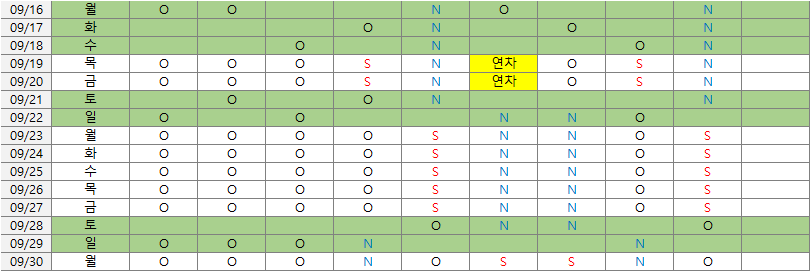 09/16 월 O O N O N
09/17 화 O N O N
09/18 수 O N O N
09/19 목 O O O S N 연차 O S N
09/20 금 O O O S N 연차 O S N
09/21 토 O O N N
09/22 일 O O N N O
09/23 월 O O O O S N N O S
09/24 화 O O O O S N N O S
09/25 수 O O O O S N N O S
09/26 목 O O O O S N N O S
09/27 금 O O O O S N N O S
09/28 토 O N N O
09/29 일 O O O N N
09/30 월 O O O N O S S N O